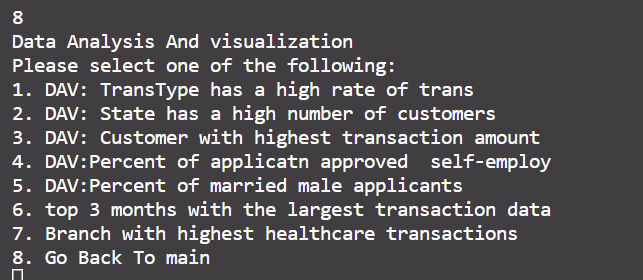 8
Data Analysis And visualization
Please select one of the following:
1. DAV: TransType has a high rate of trans
2. DAV: State has a high number of customers
3. DAV: Customer with highest transaction amount
4. DAV:Percent of applicatn approved  self-employ
5. DAV:Percent of married male applicants
6. top 3 months with the largest transaction data
7. Branch with highest healthcare transactions
8. Go Back To main